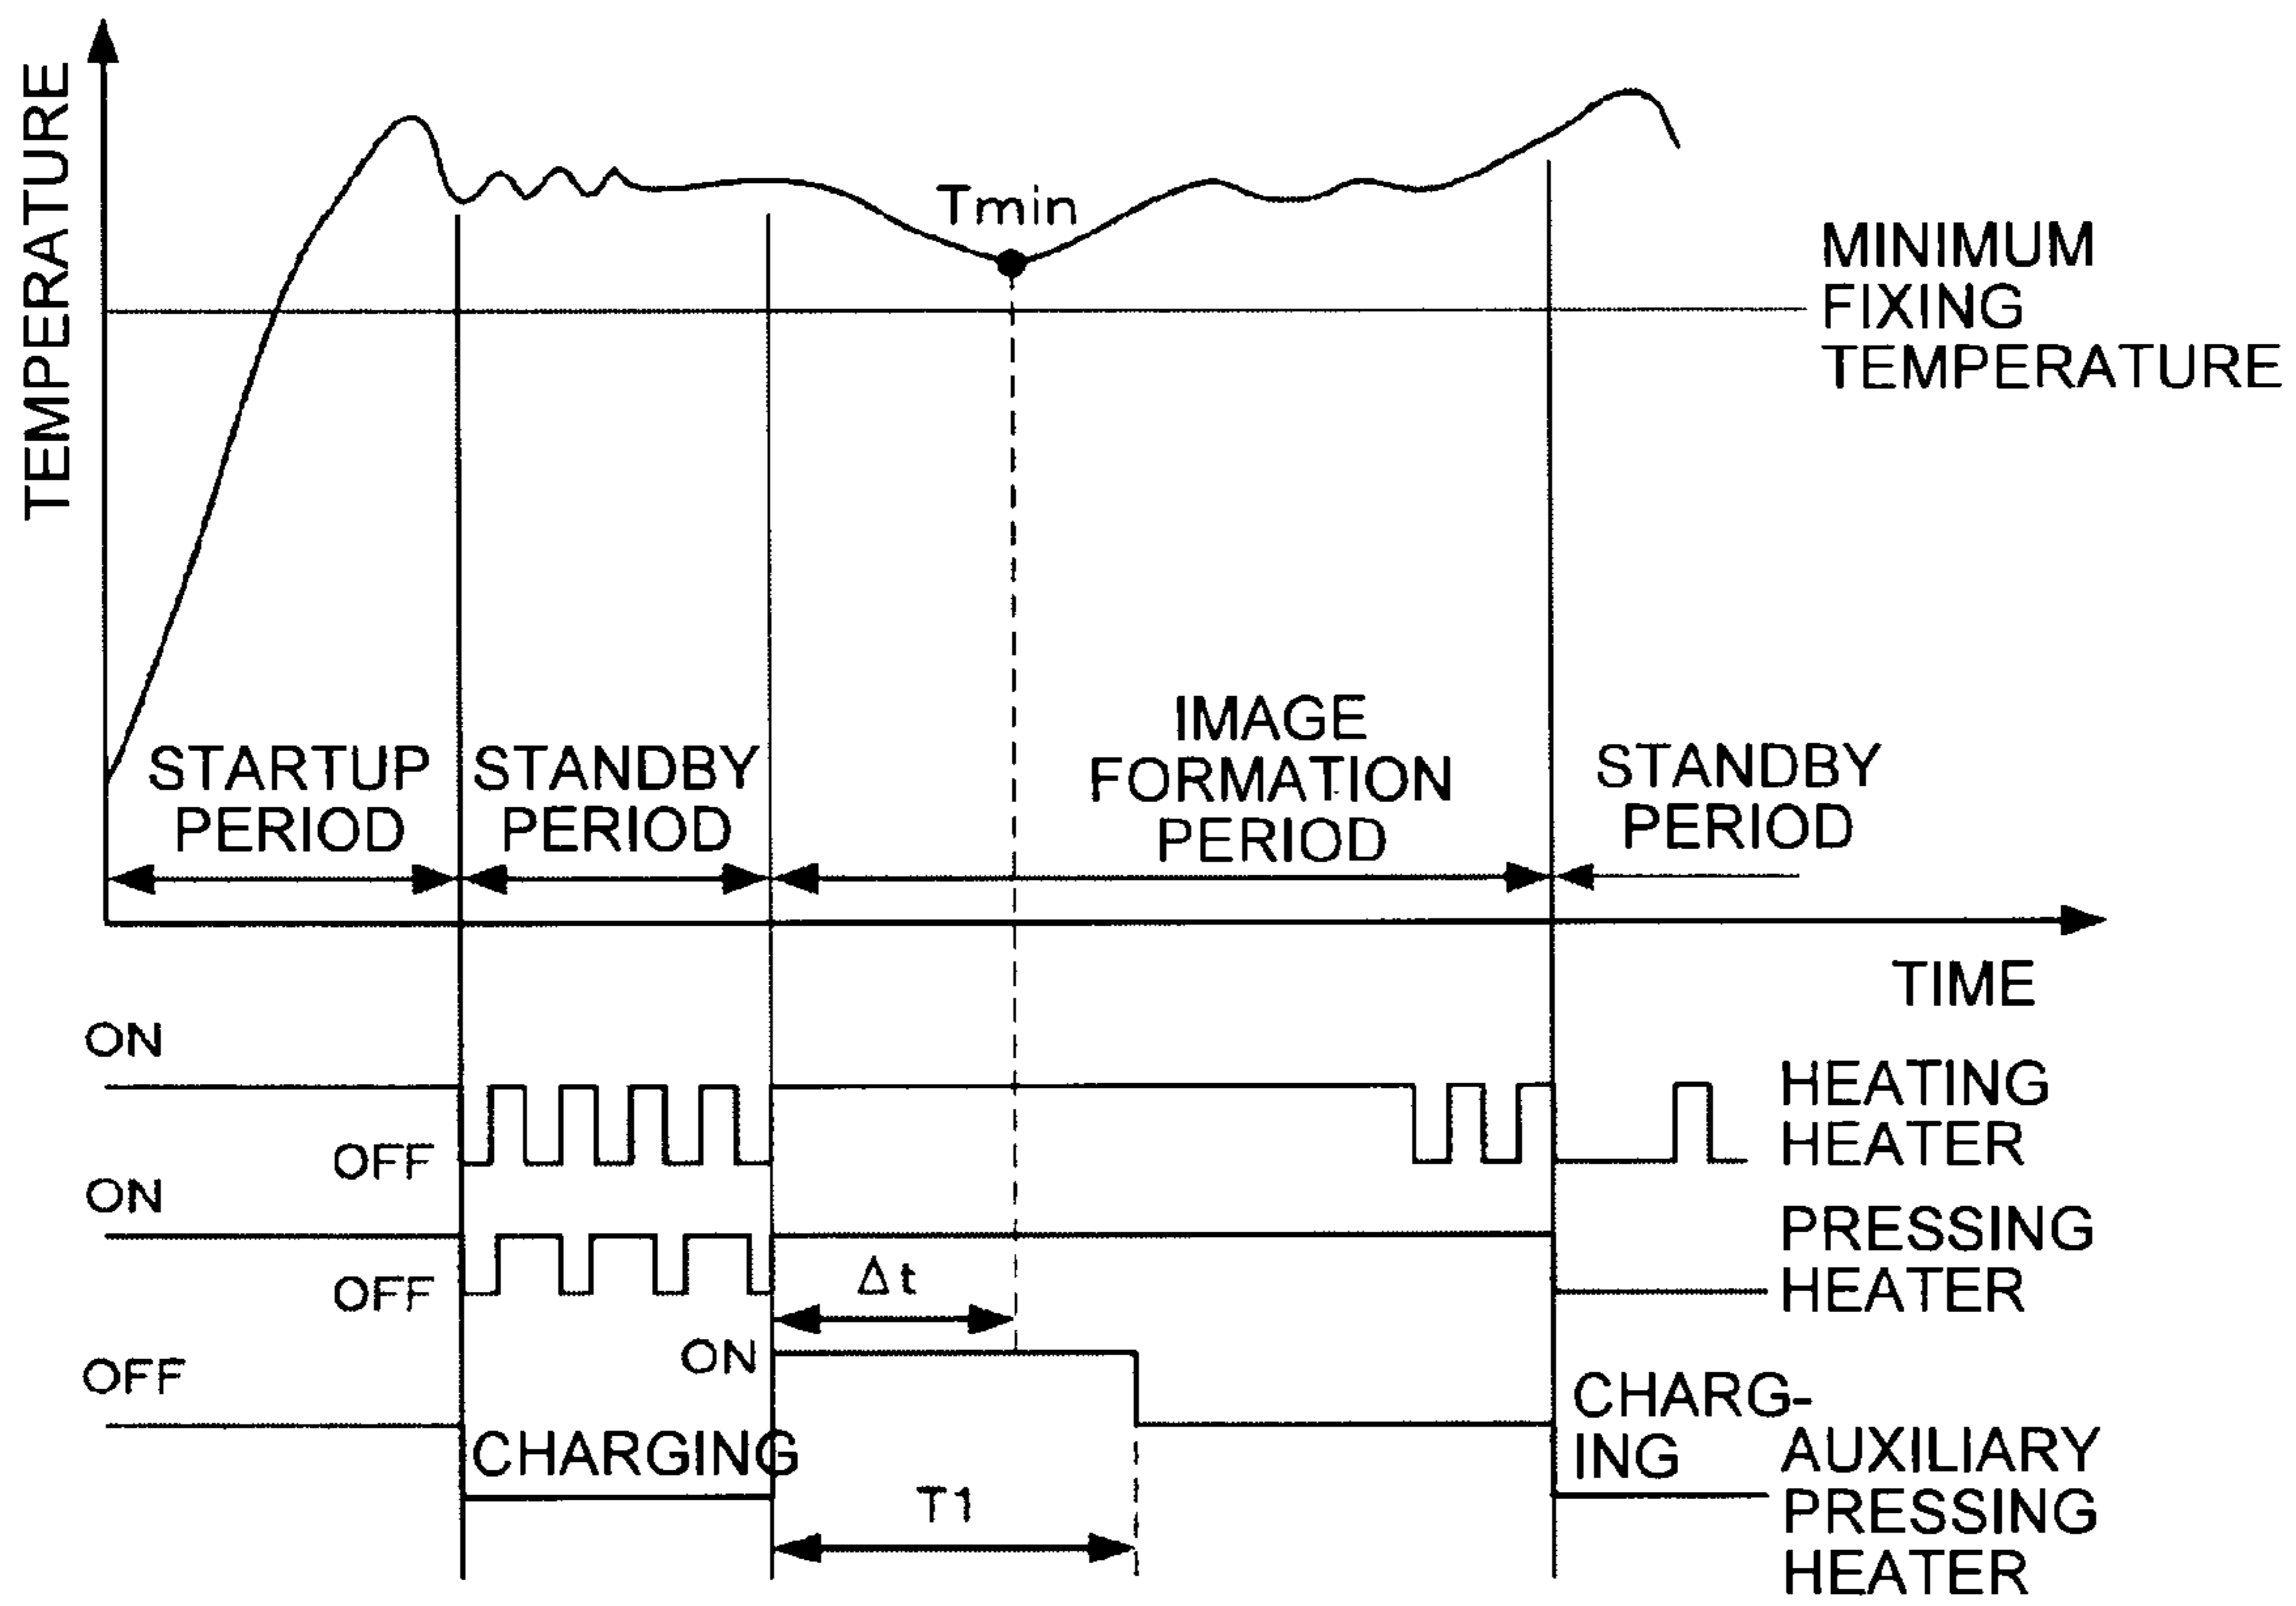 TEMPERATURE
Tmin
MINIMUM
FIXING
TEMPERATURE
STARTUP
PERIOD
STANDBY
PERIOD
IMAGE
FORMATION
PERIOD
STANDBY
PERIOD
TIME
ON
OFF
HEATING
HEATER
ON
OFF
PRESSING
HEATER
Δt
OFF
ON
CHARGING
CHARG-
ING
T1
AUXILIARY
PRESSING
HEATER